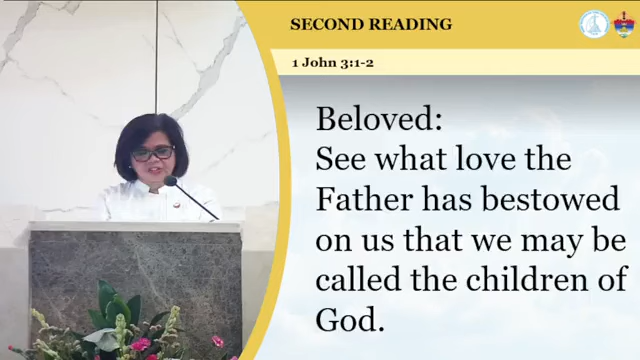 SECOND READING
1 John 3:1-2
Beloved:
See what love the
Father has bestowed
on us that we may be
called the children of
God.